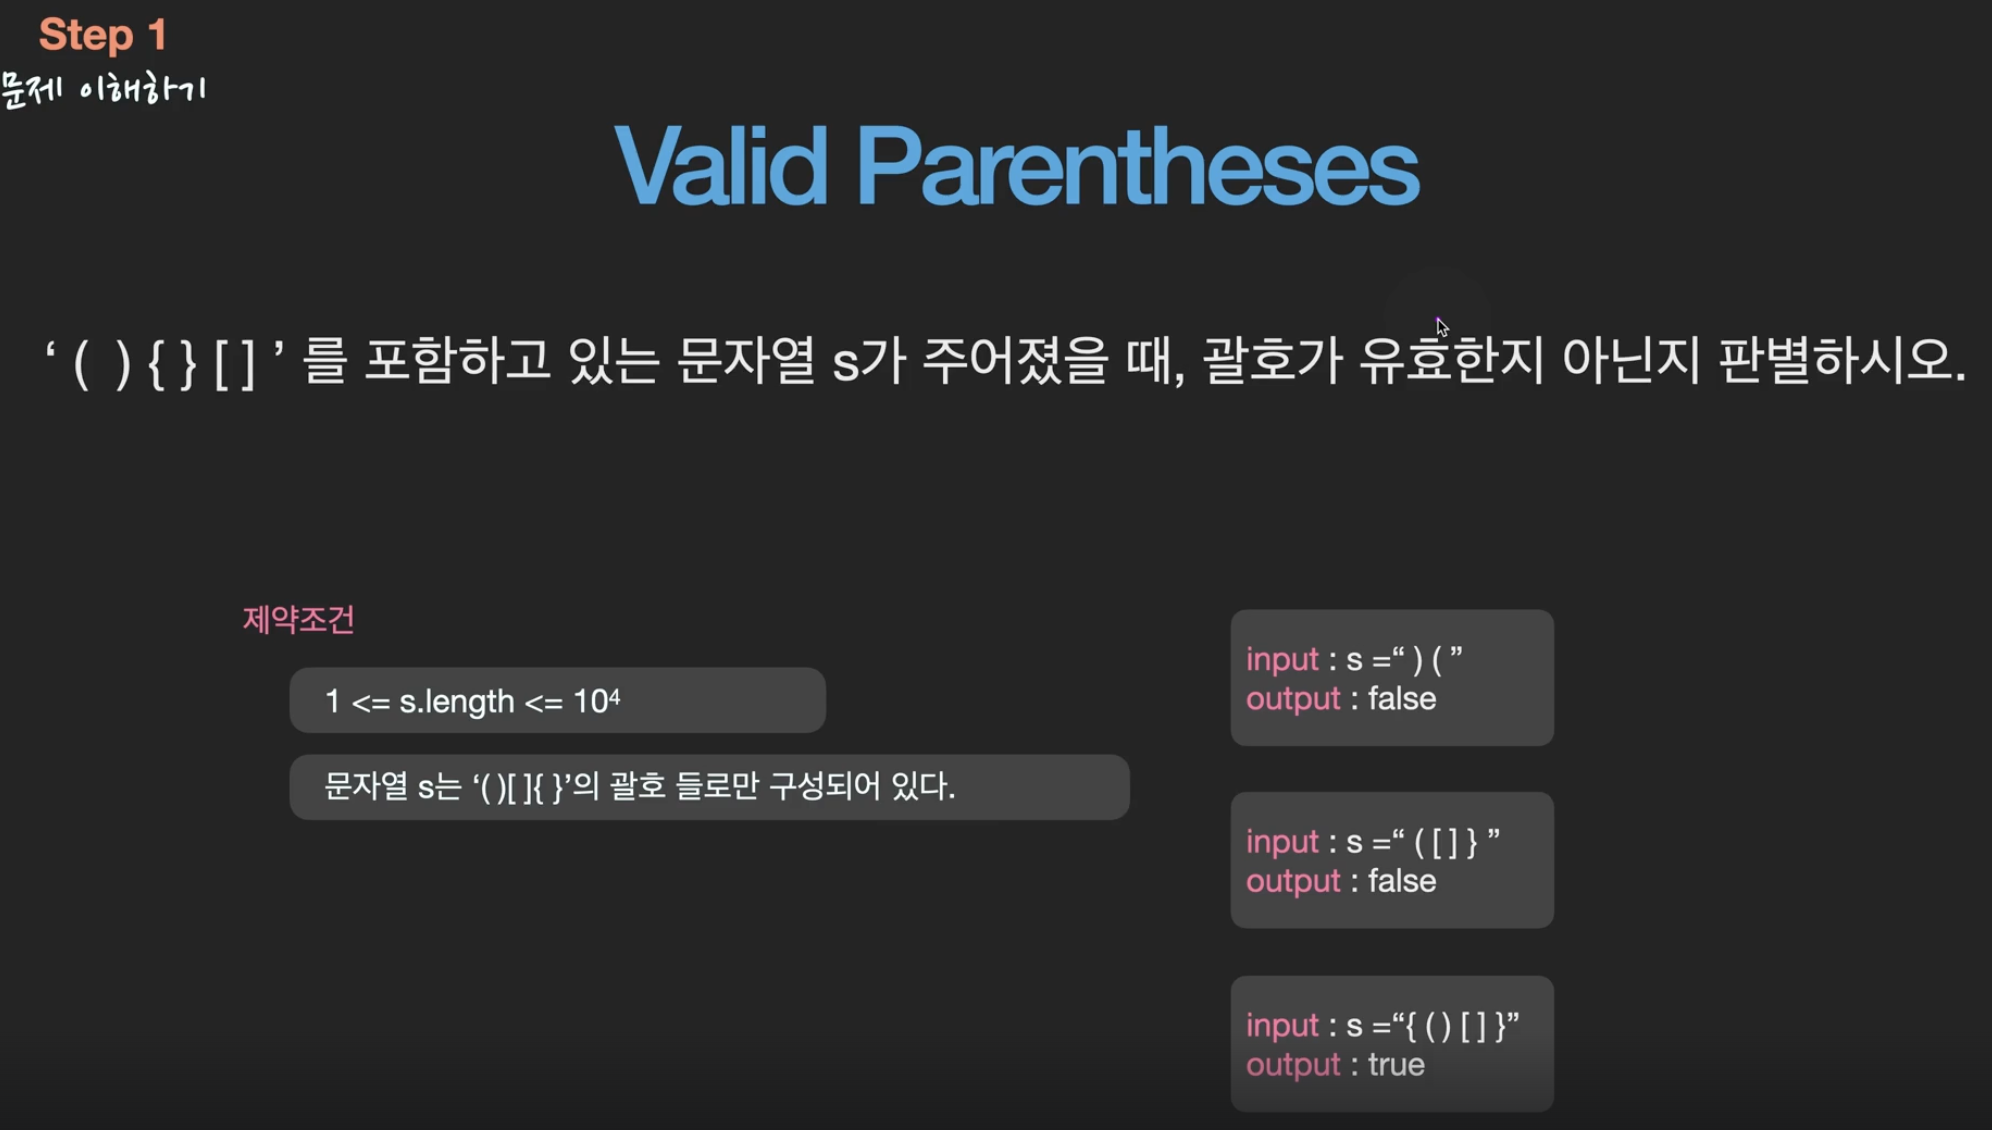 Step 1
문제 이해하기
Valid Parentheses
‘ ( ) { } [ ] ’ 를 포함하고 있는 문자열 s가 주어졌을 때, 괄호가 유효한지 아닌지 판별하시오.
제약조건
1 <= s.length <= 10⁴
문자열 s는 ‘( )[ ]{ }’의 괄호 들로만 구성되어 있다.
input : s =“ ) ( ”
output : false
input : s =“ ( [ ] } ”
output : false
input : s =“{ ( ) [ ] }”
output : true